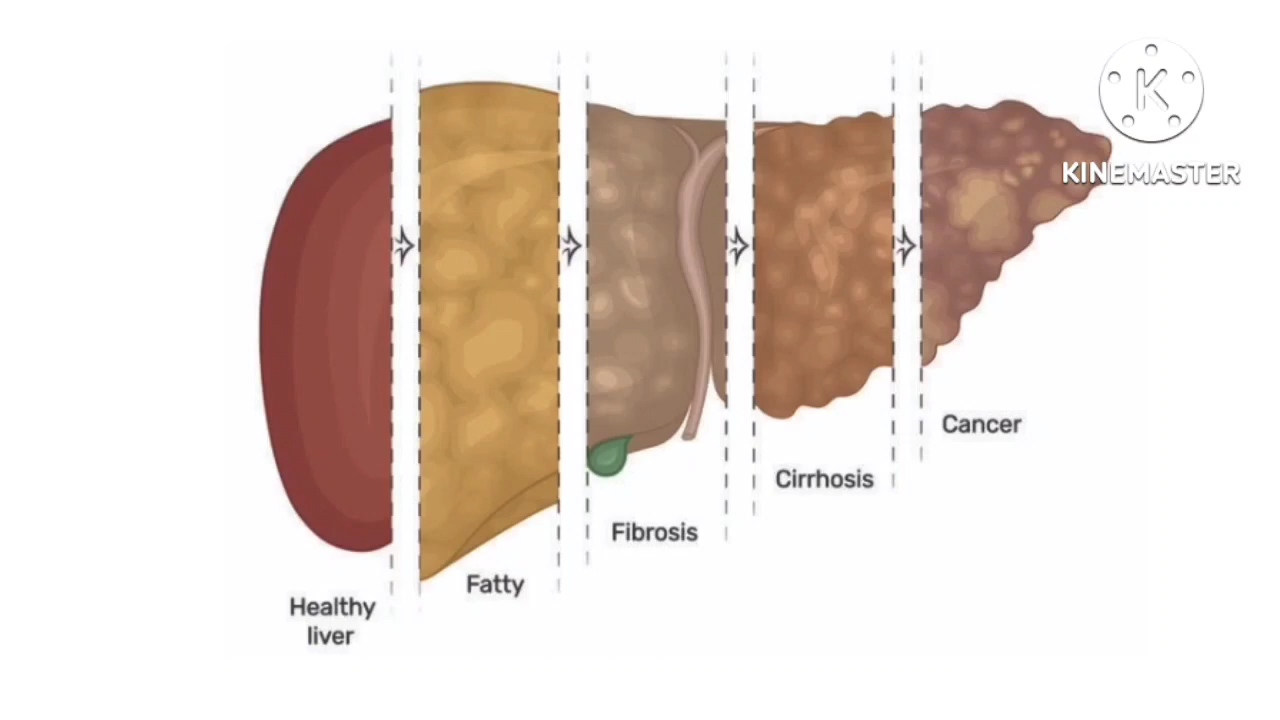 KINEMASTER
Healthy
liver
Fatty
Fibrosis
Cirrhosis
Cancer